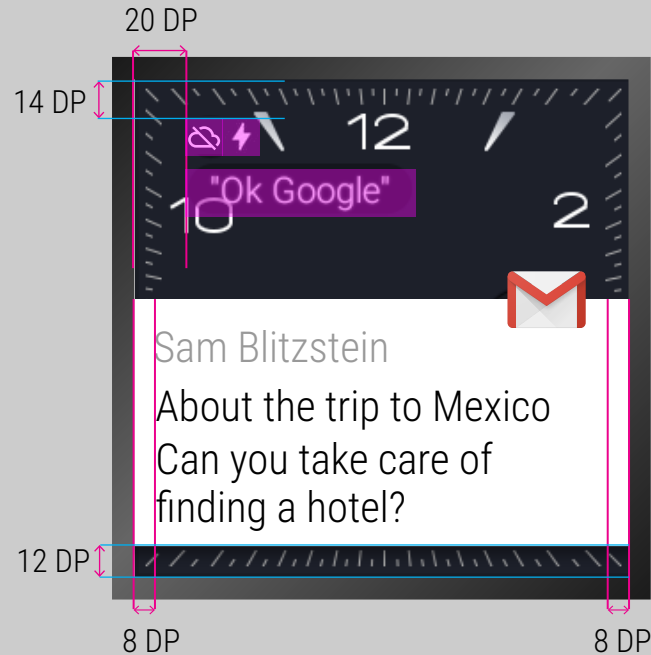 20 DP
14 DP
12
"Ok Google"
10
2
Sam Blitzstein
About the trip to Mexico
Can you take care of
finding a hotel?
12 DP
8 DP
8 DP